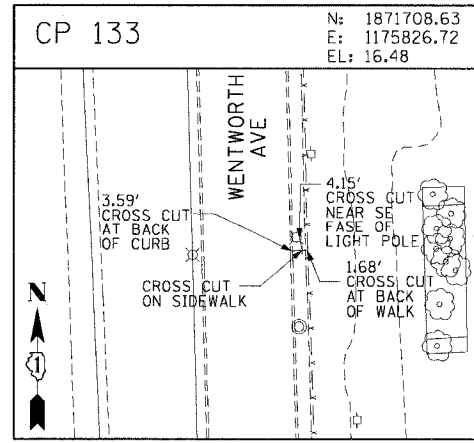 CP 133
N: 1871708.63
E: 1175826.72
EL: 16.48
WENTWORTH
AVE
3.59'
CROSS CUT
AT BACK
OF CURB
4.15'
CROSS CUT
NEAR SE
FASE OF
LIGHT POLE
1.68'
CROSS CUT
AT BACK
OF WALK
CROSS CUT
ON SIDEWALK
N
1